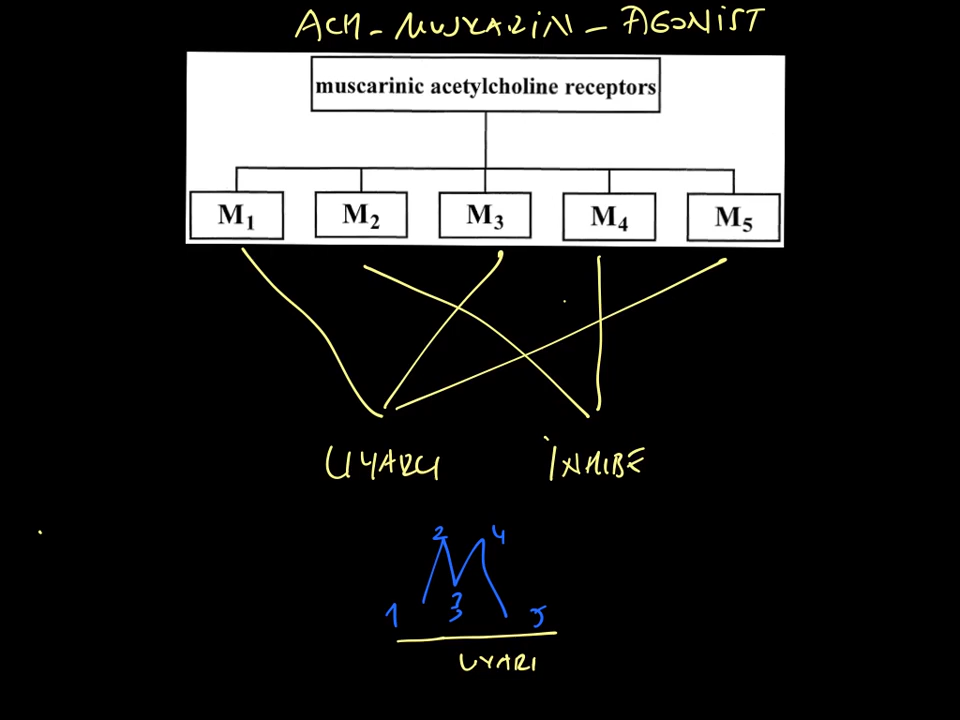 ACH - MUSKARİN - AGONİST
muscarinic acetylcholine receptors
M₁ M₂ M₃ M₄ M₅
UYARI İNHİBE
2 4
1 3 5
UYARI